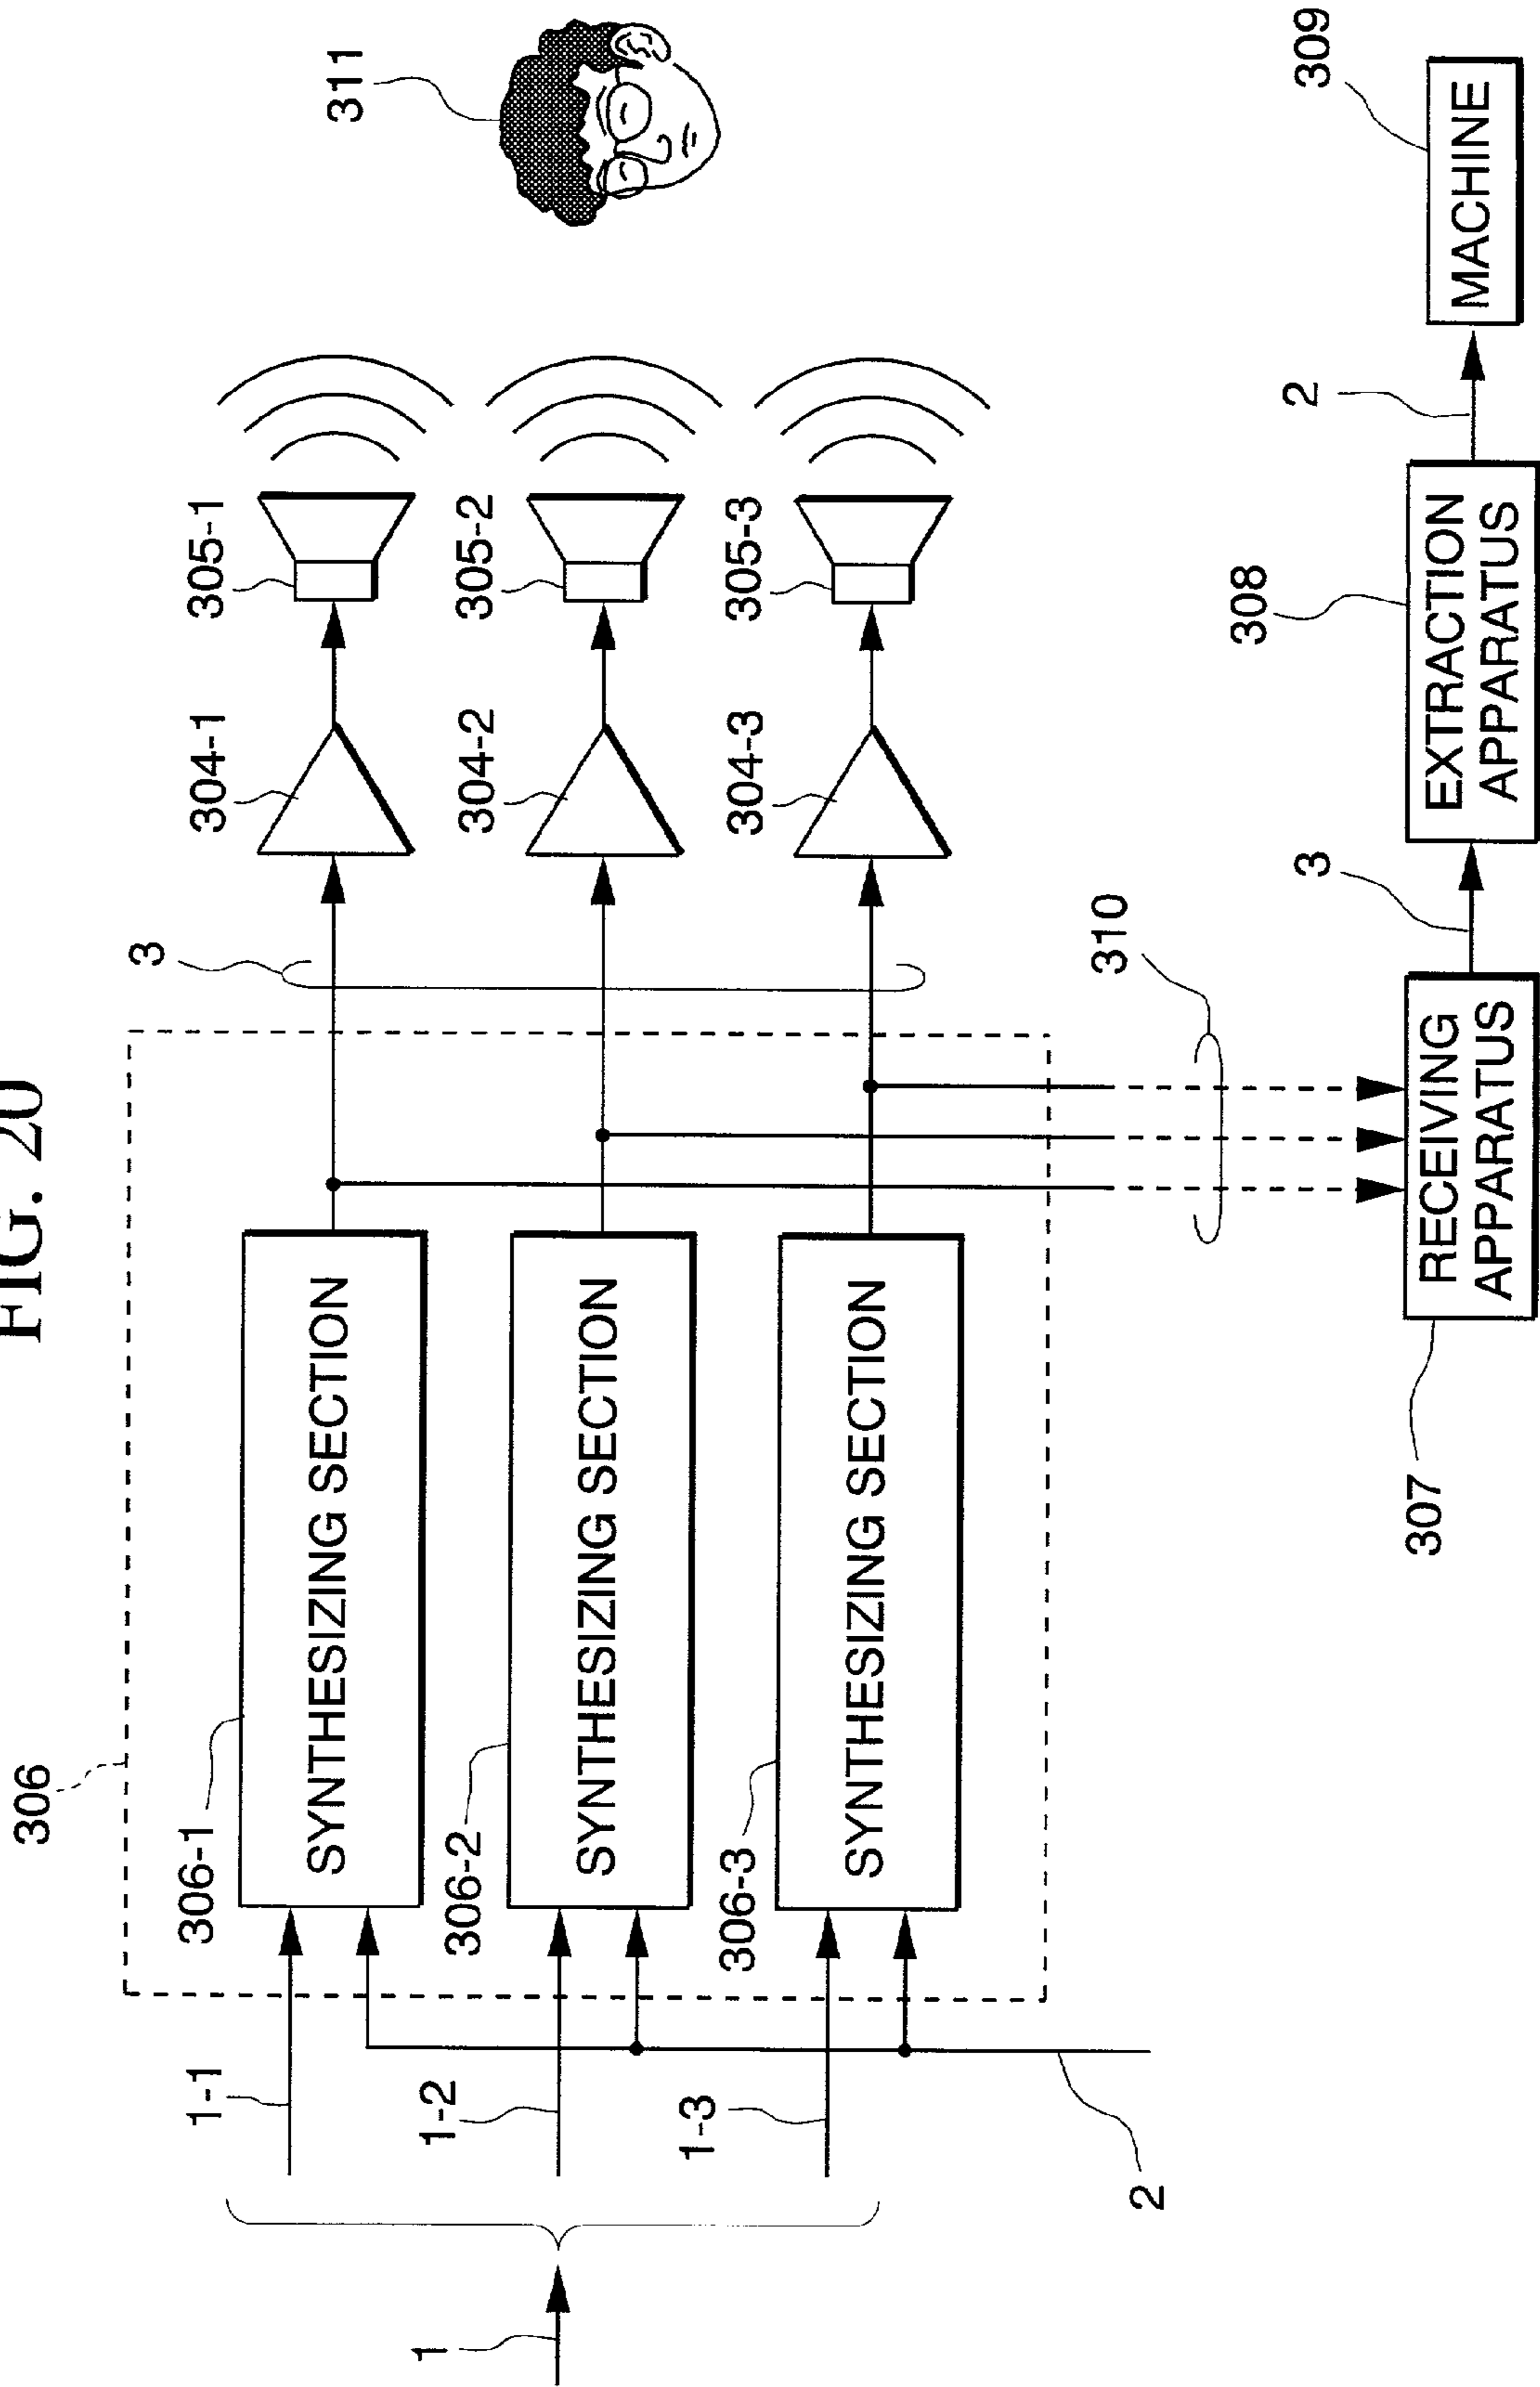 FIG. 20
306
3
311
306-1
SYNTHESIZING SECTION
304-1
305-1
1-1
306-2
SYNTHESIZING SECTION
304-2
305-2
1-2
1
306-3
SYNTHESIZING SECTION
304-3
305-3
1-3
2
310
307
RECEIVING
APPARATUS
3
308
EXTRACTION
APPARATUS
2
309
MACHINE